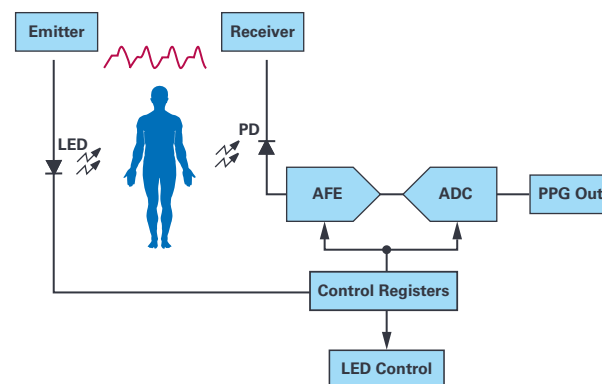 Emitter
Receiver
LED
PD
AFE
ADC
PPG Out
Control Registers
LED Control